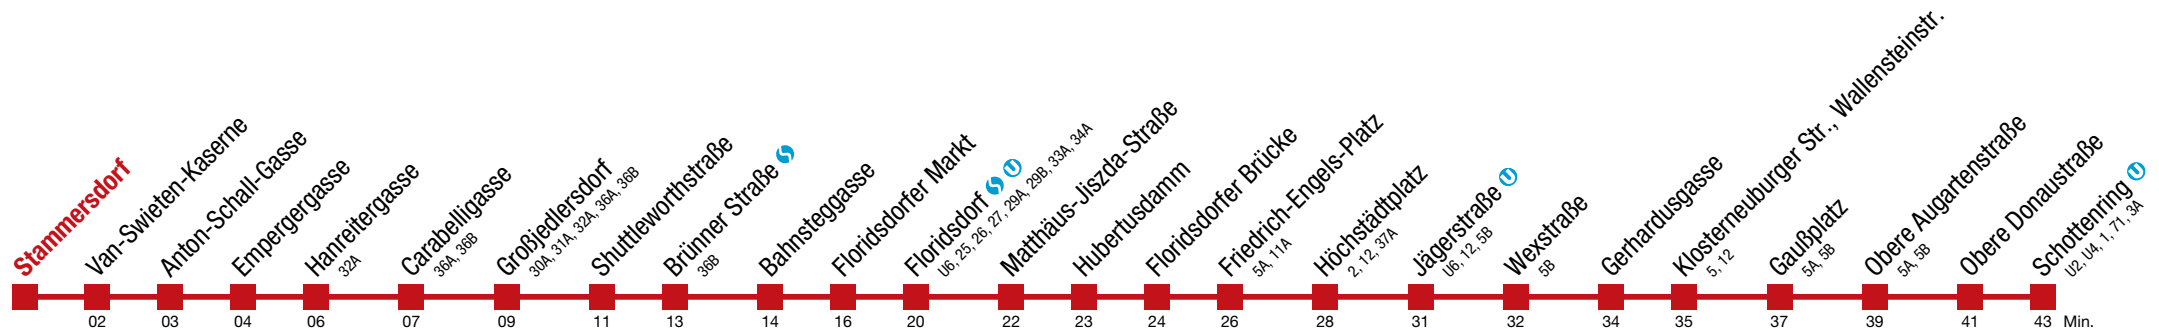 Stammersdorf
Van-Swieten-Kaserne
Anton-Schall-Gasse
Empergergasse
Hanreitergasse
32A
Carabelligasse
36A, 36B
Großjedlersdorf
30A, 31A, 32A, 36A, 36B
Shuttleworthstraße
Brünner Straße S
36B
Bahnsteggasse
Floridsdorfer Markt
Floridsdorf S U
U6, 25, 26, 27, 29A, 29B, 33A, 34A
Matthäus-Jiszda-Straße
Hubertusdamm
Floridsdorfer Brücke
Friedrich-Engels-Platz
5A, 11A
Höchstädtplatz
2, 12, 37A
Jägerstraße U
U6, 12, 5B
Wexstraße
5B
Gerhardusgasse
Klosterneuburger Str., Wallensteinstr.
5, 12
Gaußplatz
5A, 5B
Obere Augartenstraße
5A, 5B
Obere Donaustraße
Schottenring U
U2, U4, 1, 71, 3A
02 03 04 06 07 09 11 13 14 16 20 22 23 24 26 28 31 32 34 35 37 39 41 43 Min.